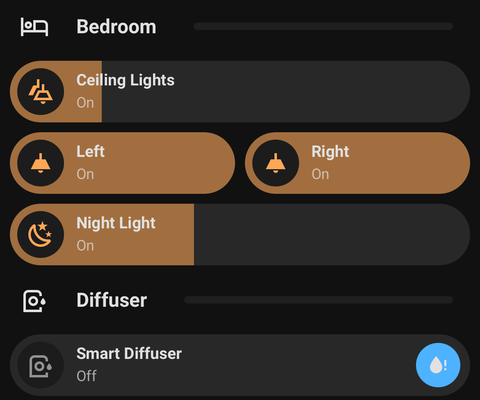 Bedroom
Ceiling Lights
On
Left
On
Right
On
Night Light
On
Diffuser
Smart Diffuser
Off